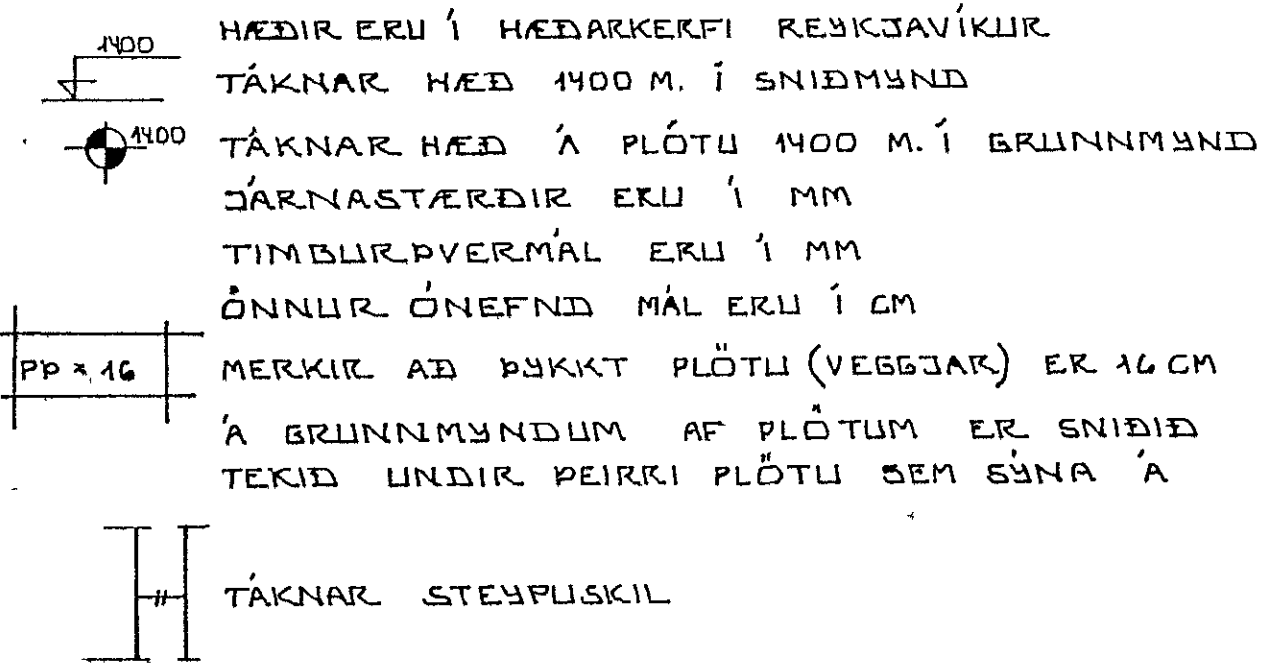 HÆÐIR ERU Í HÆÐARKERFI REYKJAVÍKUR
1400
TÁKNAR HÆÐ 1400 M. Í SNIÐMYND
1400
TÁKNAR HÆÐ Á PLÖTU 1400 M. Í GRUNNMYND
JÁRNASTÆRÐIR ERU Í MM
TIMBURÞVERMÁL ERU Í MM
ÖNNUR ÓNEFND MÁL ERU Í CM
PÞ = 16
MERKIR AÐ ÞYKKT PLÖTU (VEGGJAR) ER 16 CM
Á GRUNNMYNDUM AF PLÖTUM ER SNIÐIÐ
TEKIÐ UNDIR ÞEIRRI PLÖTU SEM SÝNA Á
TÁKNAR STEYPUSKIL